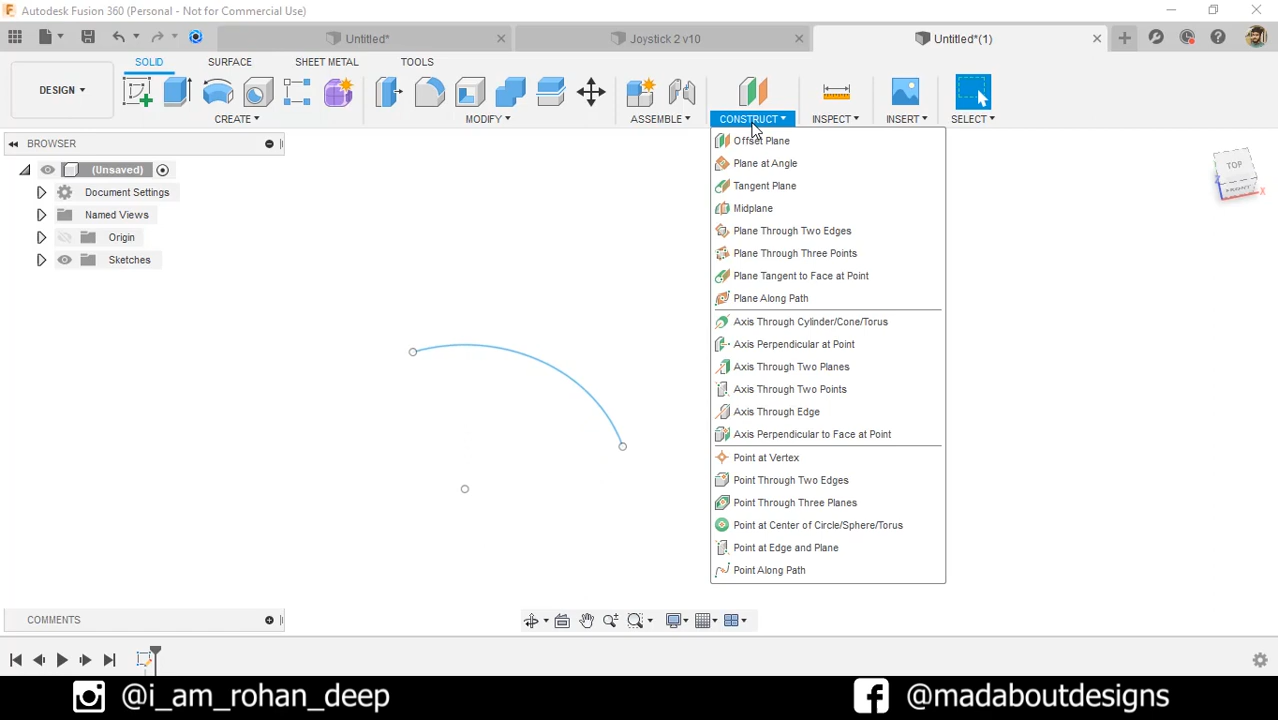 Autodesk Fusion 360 (Personal - Not for Commercial Use)
Untitled* Joystick 2 v10 Untitled*(1)
SOLID SURFACE SHEET METAL TOOLS
DESIGN
CREATE MODIFY ASSEMBLE CONSTRUCT INSPECT INSERT SELECT
BROWSER
(Unsaved)
Document Settings
Named Views
Origin
Sketches
Offset Plane
Plane at Angle
Tangent Plane
Midplane
Plane Through Two Edges
Plane Through Three Points
Plane Tangent to Face at Point
Plane Along Path
Axis Through Cylinder/Cone/Torus
Axis Perpendicular at Point
Axis Through Two Planes
Axis Through Two Points
Axis Through Edge
Axis Perpendicular to Face at Point
Point at Vertex
Point Through Two Edges
Point Through Three Planes
Point at Center of Circle/Sphere/Torus
Point at Edge and Plane
Point Along Path
TOP
FRONT
Z X
COMMENTS
@i_am_rohan_deep @madaboutdesigns